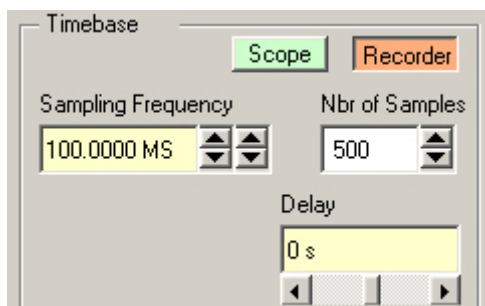 Timebase
Scope Recorder
Sampling Frequency Nbr of Samples
100.0000 MS 500
Delay
0 s